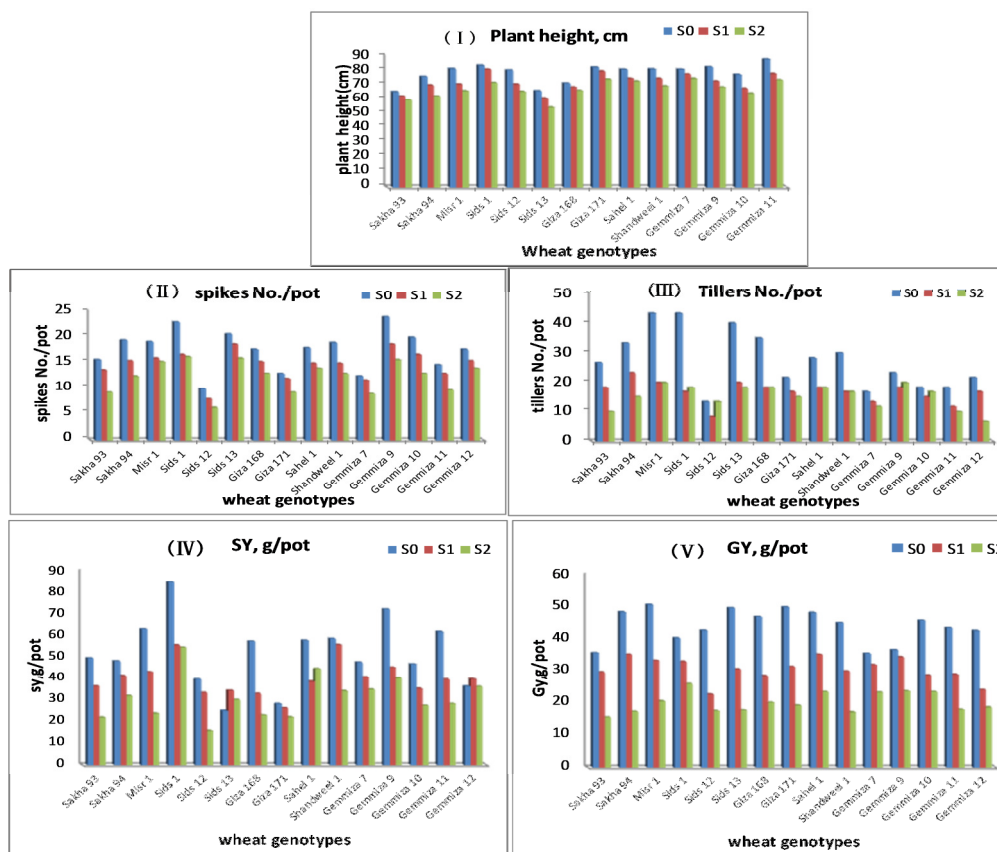 (I) Plant height, cm
S0 S1 S2
plant height(cm)
90
80
70
60
50
40
30
20
10
0
Sakha 93 Sakha 94 Misr 1 Sids 1 Sids 12 Sids 13 Giza 168 Giza 171 Sahel 1 Shandweel 1 Gemmiza 7 Gemmiza 9 Gemmiza 10 Gemmiza 11
Wheat genotypes
(II) spikes No./pot
S0 S1 S2
spikes No./pot
25
20
15
10
5
0
Sakha 93 Sakha 94 Misr 1 Sids 1 Sids 12 Sids 13 Giza 168 Giza 171 Sahel 1 Shandweel 1 Gemmiza 7 Gemmiza 9 Gemmiza 10 Gemmiza 11 Gemmiza 12
wheat genotypes
(III) Tillers No./pot
S0 S1 S2
tillers No./pot
50
40
30
20
10
0
Sakha 93 Sakha 94 Misr 1 Sids 1 Sids 12 Sids 13 Giza 168 Giza 171 Sahel 1 Shandweel 1 Gemmiza 7 Gemmiza 9 Gemmiza 10 Gemmiza 11 Gemmiza 12
wheat genotypes
(IV) SY, g/pot
S0 S1 S2
sy.g/pot
90
80
70
60
50
40
30
20
10
0
Sakha 93 Sakha 94 Misr 1 Sids 1 Sids 12 Sids 13 Giza 168 Giza 171 Sahel 1 Shandweel 1 Gemmiza 7 Gemmiza 9 Gemmiza 10 Gemmiza 11 Gemmiza 12
wheat genotypes
(V) GY, g/pot
S0 S1
Gy.g/pot
60
50
40
30
20
10
0
Sakha 93 Sakha 94 Misr 1 Sids 1 Sids 12 Sids 13 Giza 168 Giza 171 Sahel 1 Shandweel 1 Gemmiza 7 Gemmiza 9 Gemmiza 10 Gemmiza 11 Gemmiza 12
wheat genotypes